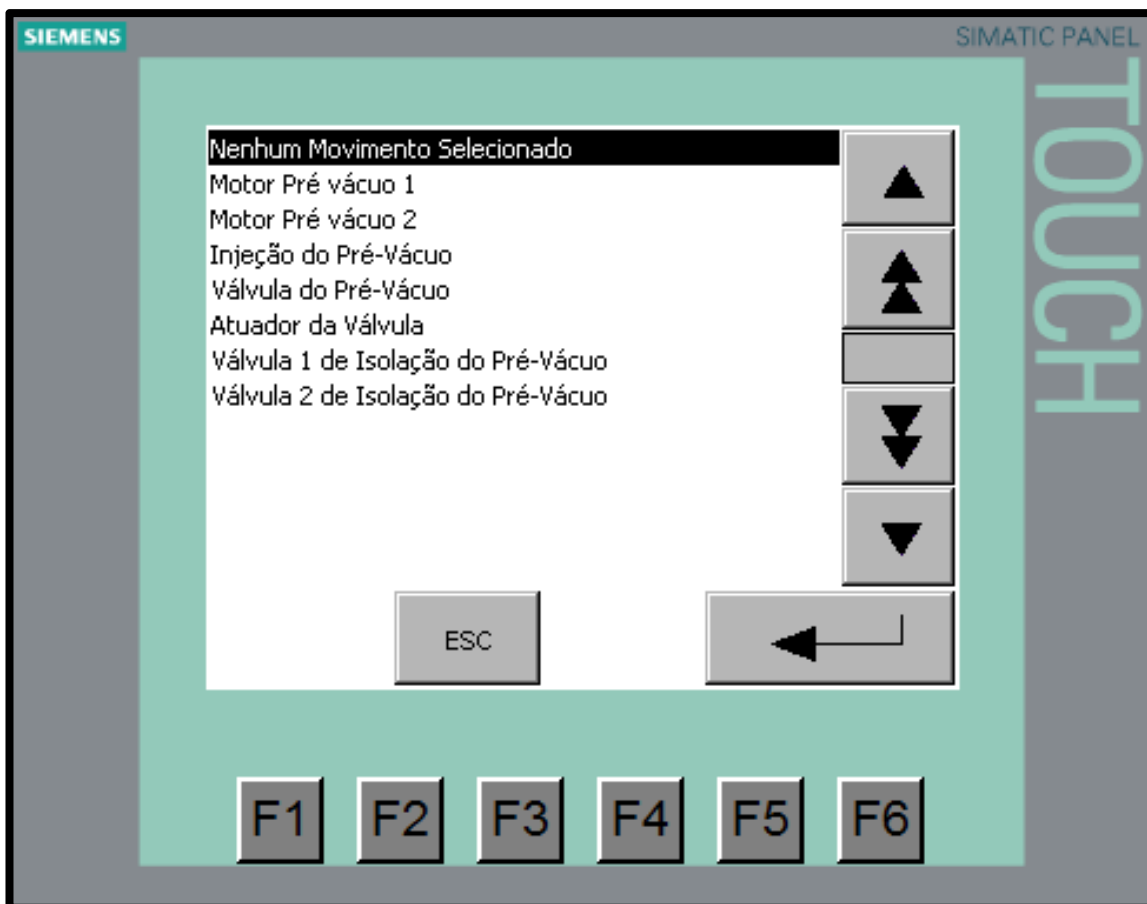 SIEMENS
SIMATIC PANEL
TOUCH
Nenhum Movimento Selecionado
Motor Pré vácuo 1
Motor Pré vácuo 2
Injeção do Pré-Vácuo
Válvula do Pré-Vácuo
Atuador da Válvula
Válvula 1 de Isolação do Pré-Vácuo
Válvula 2 de Isolação do Pré-Vácuo
ESC
F1 F2 F3 F4 F5 F6